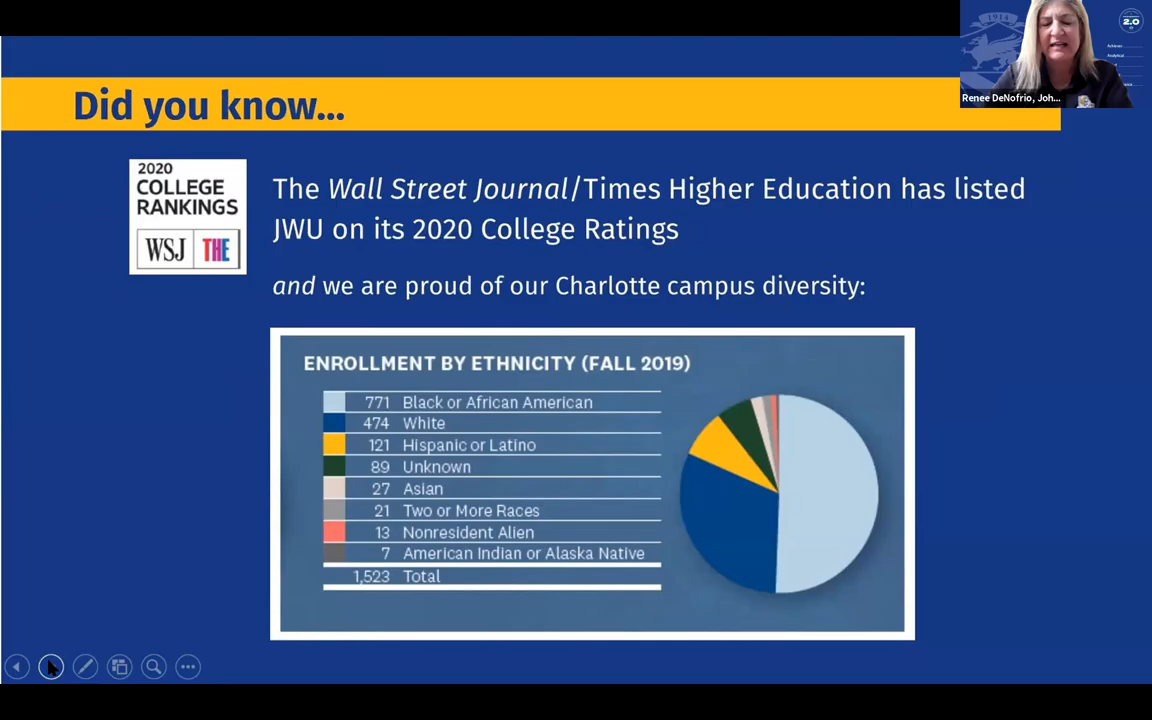 1914
2.0
Renee DeNofrio, Joh...
Did you know...
2020
COLLEGE
RANKINGS
WSJ THE
The Wall Street Journal/Times Higher Education has listed
JWU on its 2020 College Ratings
and we are proud of our Charlotte campus diversity:
ENROLLMENT BY ETHNICITY (FALL 2019)
771 Black or African American
474 White
121 Hispanic or Latino
89 Unknown
27 Asian
21 Two or More Races
13 Nonresident Alien
7 American Indian or Alaska Native
1,523 Total